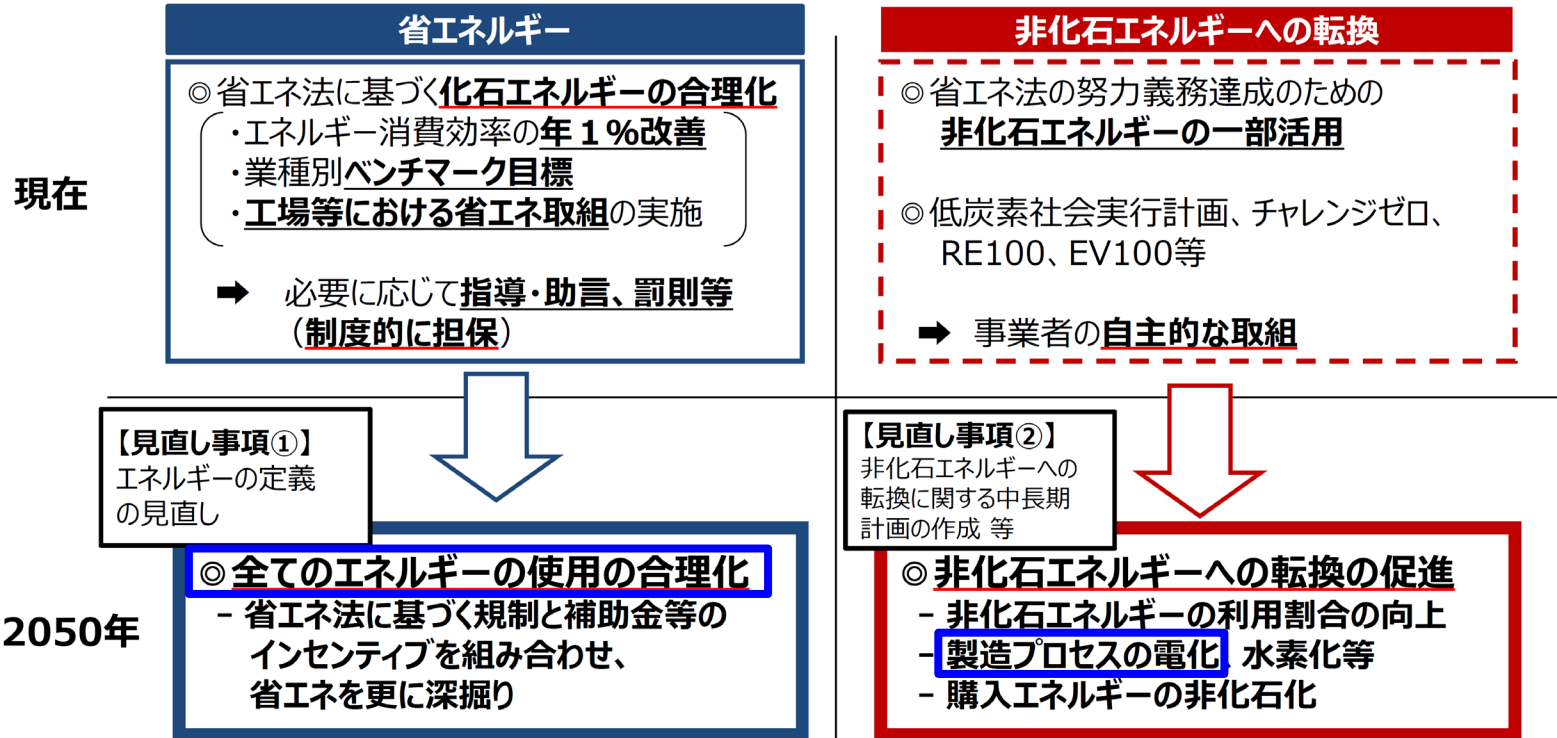 省エネルギー
非化石エネルギーへの転換
現在
◎省エネ法に基づく化石エネルギーの合理化
・エネルギー消費効率の年１%改善
・業種別ベンチマーク目標
・工場等における省エネ取組の実施
➡ 必要に応じて指導・助言、罰則等
（制度的に担保）
◎省エネ法の努力義務達成のための
非化石エネルギーの一部活用
◎低炭素社会実行計画、チャレンジゼロ、
RE100、EV100等
➡ 事業者の自主的な取組
【見直し事項①】
エネルギーの定義
の見直し
【見直し事項②】
非化石エネルギーへの
転換に関する中長期
計画の作成 等
2050年
◎全てのエネルギーの使用の合理化
– 省エネ法に基づく規制と補助金等の
インセンティブを組み合わせ、
省エネを更に深掘り
◎非化石エネルギーへの転換の促進
– 非化石エネルギーの利用割合の向上
– 製造プロセスの電化、水素化等
– 購入エネルギーの非化石化